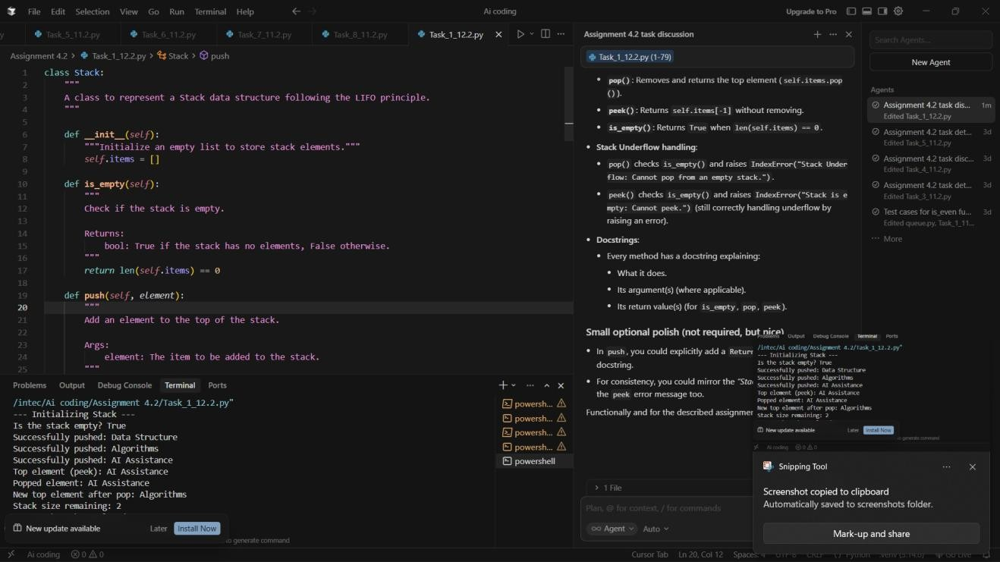 File Edit Selection View Go Run Terminal Help
Ai coding
Upgrade to Pro
y
Task_5_11.2.py
Task_6_11.2.py
Task_7_11.2.py
Task_8_11.2.py
Task_1_12.2.py
Assignment 4.2 > Task_1_12.2.py > Stack > push
1 class Stack:
2 """
3 A class to represent a Stack data structure following the LIFO principle.
4 """
5
6 def __init__(self):
7 """Initialize an empty list to store stack elements."""
8 self.items = []
9
10 def is_empty(self):
11 """
12 Check if the stack is empty.
13
14 Returns:
15 bool: True if the stack has no elements, False otherwise.
16 """
17 return len(self.items) == 0
18
19 def push(self, element):
20 """
21 Add an element to the top of the stack.
22
23 Args:
24 element: The item to be added to the stack.
25 """
Problems Output Debug Console Terminal Ports
/intec/Ai coding/Assignment 4.2/Task_1_12.2.py"
--- Initializing Stack ---
Is the stack empty? True
Successfully pushed: Data Structure
Successfully pushed: Algorithms
Successfully pushed: AI Assistance
Top element (peek): AI Assistance
Popped element: AI Assistance
New top element after pop: Algorithms
Stack size remaining: 2
powersh...
powersh...
powersh...
powersh...
powershell
New update available
Later
Install Now
to generate command
Assignment 4.2 task discussion
Task_1_12.2.py (1-79)
• pop(): Removes and returns the top element (self.items.pop
()).
• peek(): Returns self.items[-1] without removing.
• is_empty(): Returns True when len(self.items) == 0.
• Stack Underflow handling:
• pop() checks is_empty() and raises IndexError("Stack Under
flow: Cannot pop from an empty stack.").
• peek() checks is_empty() and raises IndexError("Stack is e
mpty: Cannot peek.") (still correctly handling underflow by
raising an error).
• Docstrings:
• Every method has a docstring explaining:
• What it does.
• Its argument(s) (where applicable).
• Its return value(s) (for is_empty, pop, peek).
Small optional polish (not required, but nice)
• In push, you could explicitly add a Return
docstring.
• For consistency, you could mirror the "Sta
the peek error message too.
Functionally and for the described assignmen
> 1 File
Plan, @ for context, / for commands
Agent
Auto
Search Agents...
New Agent
Agents
Assignment 4.2 task dis... 1m
Edited Task_1_12.2.py
Assignment 4.2 task det... 3d
Edited Task_5_11.2.py
Assignment 4.2 task disc... 3d
Edited Task_4_11.2.py
Assignment 4.2 task det... 3d
Edited Task_3_11.2.py
Test cases for is_even fu... 3d
Edited queue.py, Task_1_11...
More
Problems Output Debug Console Terminal Ports
/intec/Ai coding/Assignment 4.2/Task_1_12.2.py"
--- Initializing Stack ---
Is the stack empty? True
Successfully pushed: Data Structure
Successfully pushed: Algorithms
Successfully pushed: AI Assistance
Top element (peek): AI Assistance
Popped element: AI Assistance
New top element after pop: Algorithms
Stack size remaining: 2
New update available
Later
Install Now
to generate command
Ai coding 0 0
Snipping Tool
Screenshot copied to clipboard
Automatically saved to screenshots folder.
Mark-up and share
Ai coding
0 0
Cursor Tab
Ln 20, Col 12
Spaces: 4
UTF-8
CRLF
Python
.venv (3.14.0)
Go Live